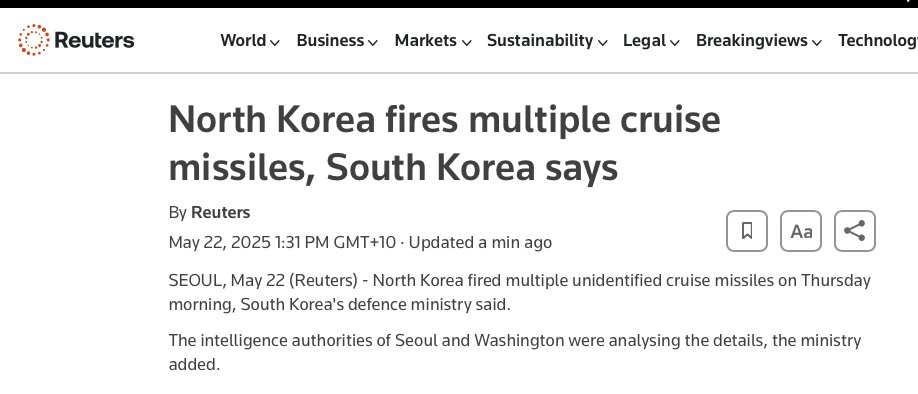 Reuters
World Business Markets Sustainability Legal Breakingviews Technolog
North Korea fires multiple cruise
missiles, South Korea says
By Reuters
May 22, 2025 1:31 PM GMT+10 · Updated a min ago
Aa
SEOUL, May 22 (Reuters) - North Korea fired multiple unidentified cruise missiles on Thursday
morning, South Korea's defence ministry said.
The intelligence authorities of Seoul and Washington were analysing the details, the ministry
added.